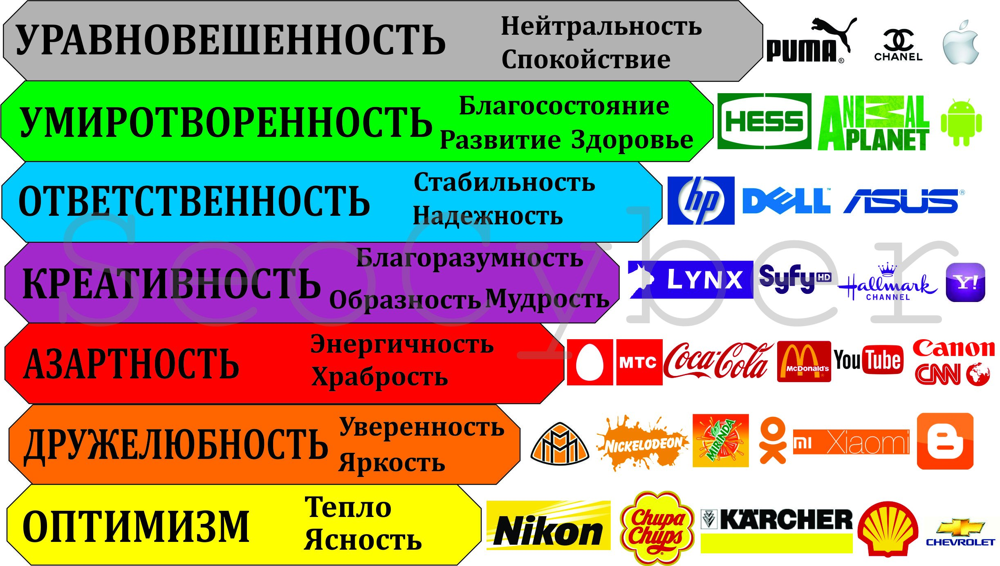 УРАВНОВЕШЕННОСТЬ
Нейтральность
Спокойствие
PUMA®
CHANEL
УМИРОТВОРЕННОСТЬ
Благосостояние
Развитие Здоровье
HESS
ANIMAL
PLANET
ОТВЕТСТВЕННОСТЬ
Стабильность
Надежность
hp
DELL™
ASUS®
КРЕАТИВНОСТЬ
Благоразумность
Образность Мудрость
LYNX
Syfy HD
Hallmark
CHANNEL
Y!
SeoCyber
АЗАРТНОСТЬ
Энергичность
Храбрость
МТС
Coca-Cola
McDonald's®
YouTube
Canon
CNN
ДРУЖЕЛЮБНОСТЬ
Уверенность
Яркость
NICKELODEON
MIRINDA
MI Xiaomi
B
ОПТИМИЗМ
Тепло
Ясность
Nikon
Chupa
Chups®
KÄRCHER
CHEVROLET